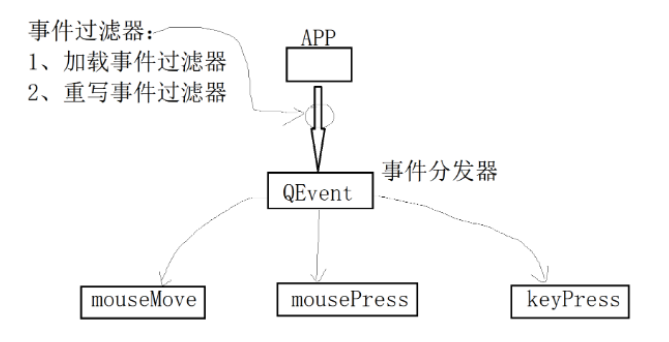 事件过滤器：
1、加载事件过滤器
2、重写事件过滤器
APP
事件分发器
QEvent
mouseMove
mousePress
keyPress